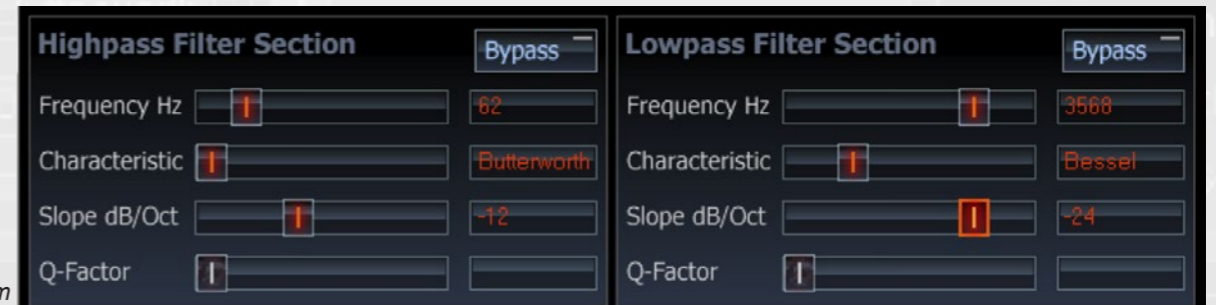 Highpass Filter Section
Bypass
Frequency Hz
62
Characteristic
Butterworth
Slope dB/Oct
-12
Q-Factor
Lowpass Filter Section
Bypass
Frequency Hz
3568
Characteristic
Bessel
Slope dB/Oct
-24
Q-Factor